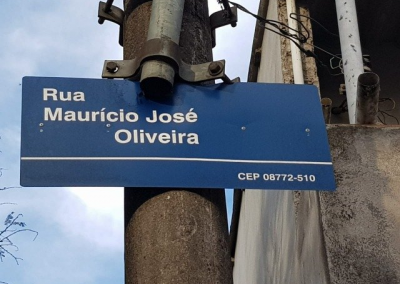 Rua
Maurício José
Oliveira
CEP 08772-510